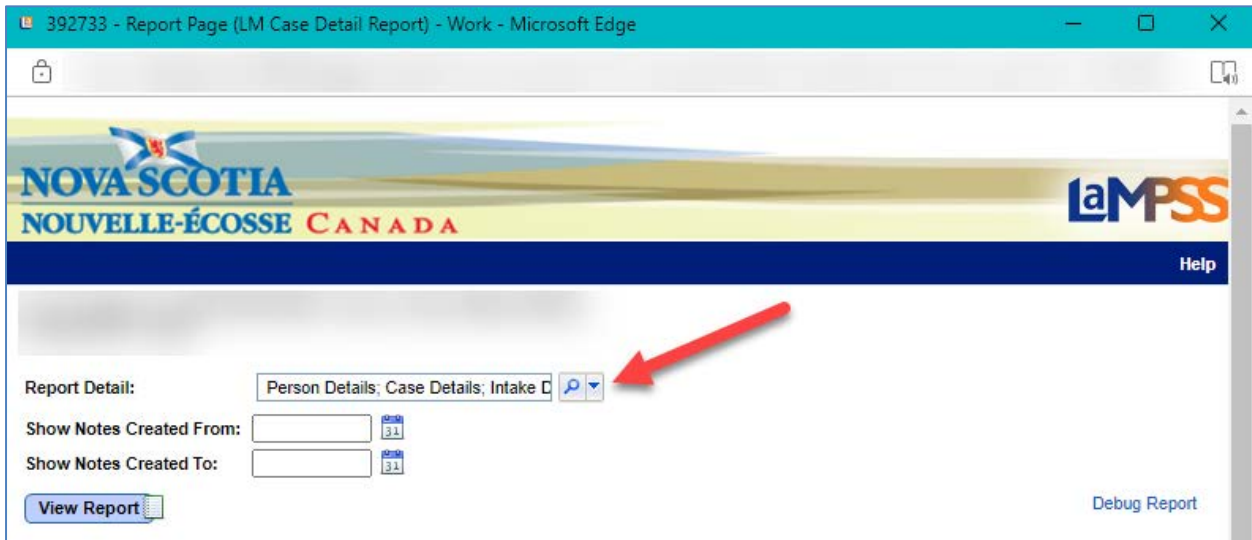 392733 - Report Page (LM Case Detail Report) - Work - Microsoft Edge
NOVA SCOTIA
NOUVELLE-ÉCOSSE CANADA
LaMPSS
Help
Report Detail: Person Details; Case Details; Intake D
Show Notes Created From: 31
Show Notes Created To: 31
View Report
Debug Report